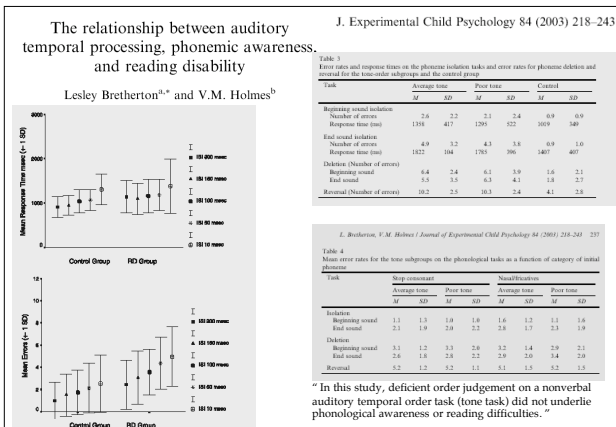 The relationship between auditory
temporal processing, phonemic awareness,
and reading disability
Lesley Bretherton a,* and V.M. Holmes b
Mean Response Time msec (+- 1 SD)
3000
2000
1000
0
ISI 300 msec
ISI 150 msec
ISI 100 msec
ISI 60 msec
ISI 10 msec
Control Group RD Group
Mean Errors (+- 1 SD)
12
10
8
6
4
2
0
ISI 300 msec
ISI 150 msec
ISI 100 msec
ISI 60 msec
ISI 10 msec
Control Group RD Group
J. Experimental Child Psychology 84 (2003) 218–243
Table 3
Error rates and response times on the phoneme isolation tasks and error rates for phoneme deletion and
reversal for the tone-order subgroups and the control group
Task Average tone Poor tone Control
M SD M SD M SD
Beginning sound isolation
Number of errors 2.6 2.2 2.1 2.4 0.9 0.9
Response time (ms) 1358 417 1295 522 1019 349
End sound isolation
Number of errors 4.9 3.2 4.3 3.8 0.9 1.0
Response time (ms) 1822 104 1785 396 1407 407
Deletion (Number of errors)
Beginning sound 6.4 2.4 6.1 3.9 1.6 2.1
End sound 5.5 3.5 6.3 4.1 1.8 2.7
Reversal (Number of errors) 10.2 2.5 10.3 2.4 4.1 2.8
L. Bretherton, V.M. Holmes / Journal of Experimental Child Psychology 84 (2003) 218–243 237
Table 4
Mean error rates for the tone subgroups on the phonological tasks as a function of category of initial
phoneme
Task Stop consonant Nasal/fricatives
Average tone Poor tone Average tone Poor tone
M SD M SD M SD M SD
Isolation
Beginning sound 1.1 1.3 1.0 1.0 1.6 1.2 1.1 1.6
End sound 2.1 1.9 2.0 2.2 2.8 1.7 2.3 1.9
Deletion
Beginning sound 3.1 1.2 3.3 2.0 3.2 1.4 2.9 2.1
End sound 2.6 1.8 2.8 2.2 2.9 2.0 3.4 2.0
Reversal 5.2 1.2 5.2 1.1 5.1 1.5 5.2 1.5
“ In this study, deficient order judgement on a nonverbal
auditory temporal order task (tone task) did not underlie
phonological awareness or reading difficulties. ”